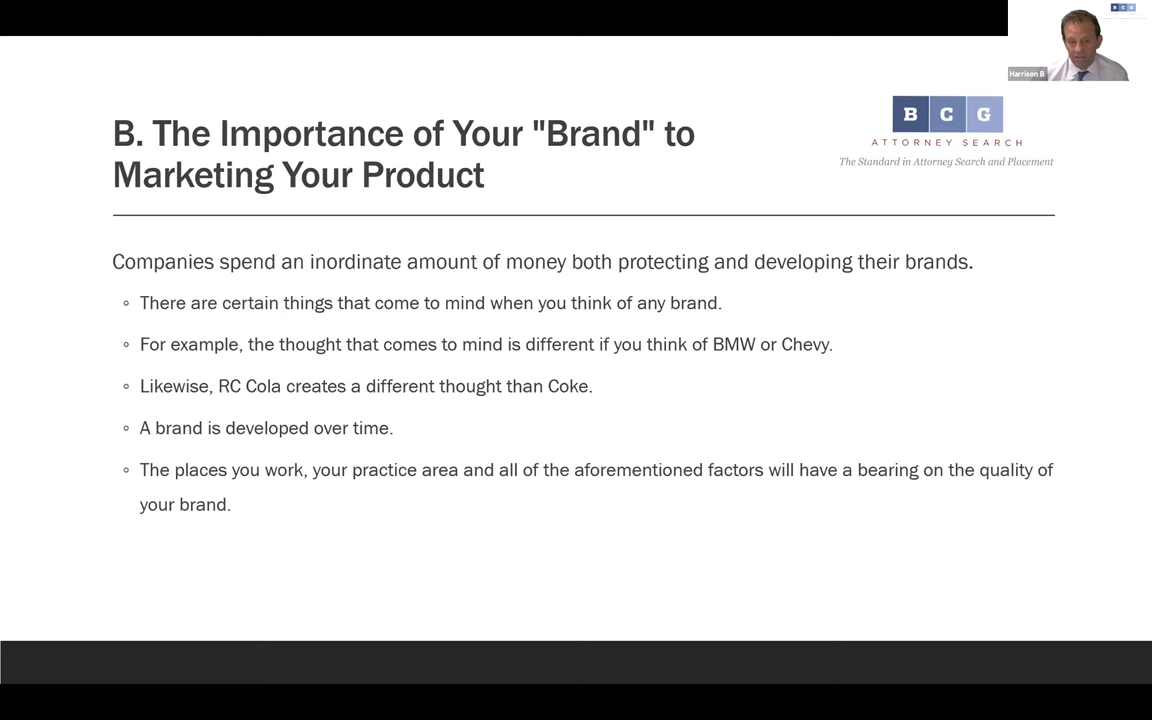 B C G
Harrison B
B. The Importance of Your "Brand" to
Marketing Your Product
B C G
ATTORNEY SEARCH
The Standard in Attorney Search and Placement
Companies spend an inordinate amount of money both protecting and developing their brands.
◦ There are certain things that come to mind when you think of any brand.
◦ For example, the thought that comes to mind is different if you think of BMW or Chevy.
◦ Likewise, RC Cola creates a different thought than Coke.
◦ A brand is developed over time.
◦ The places you work, your practice area and all of the aforementioned factors will have a bearing on the quality of
your brand.